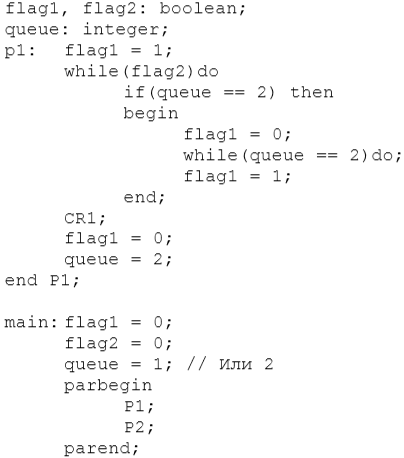 flag1, flag2: boolean;
queue: integer;
p1: flag1 = 1;
while(flag2)do
if(queue == 2) then
begin
flag1 = 0;
while(queue == 2)do;
flag1 = 1;
end;
CR1;
flag1 = 0;
queue = 2;
end P1;
main: flag1 = 0;
flag2 = 0;
queue = 1; // Или 2
parbegin
P1;
P2;
parend;